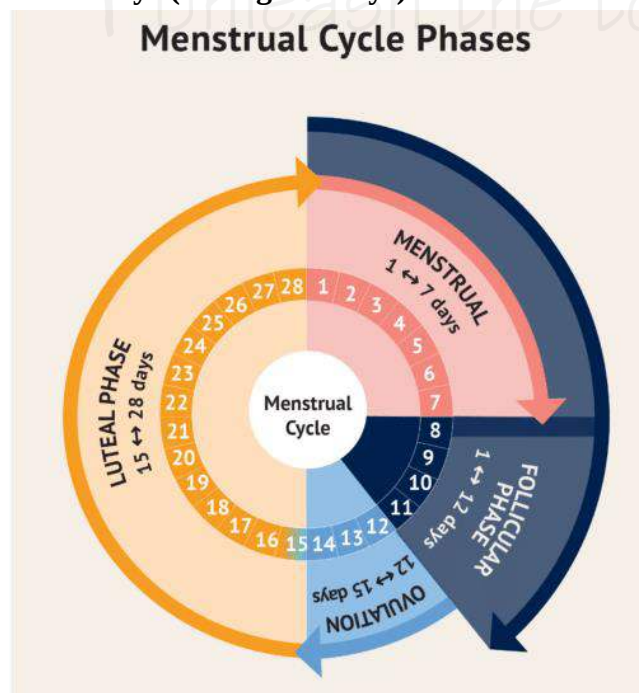 Menstrual Cycle Phases
MENSTRUAL
1 ↔ 7 days
FOLLICULAR
PHASE
1 ↔ 12 days
OVULATION
12 ↔ 15 days
LUTEAL PHASE
15 ↔ 28 days
Menstrual
Cycle
1
2
3
4
5
6
7
8
9
10
11
12
13
14
15
16
17
18
19
20
21
22
23
24
25
26
27
28